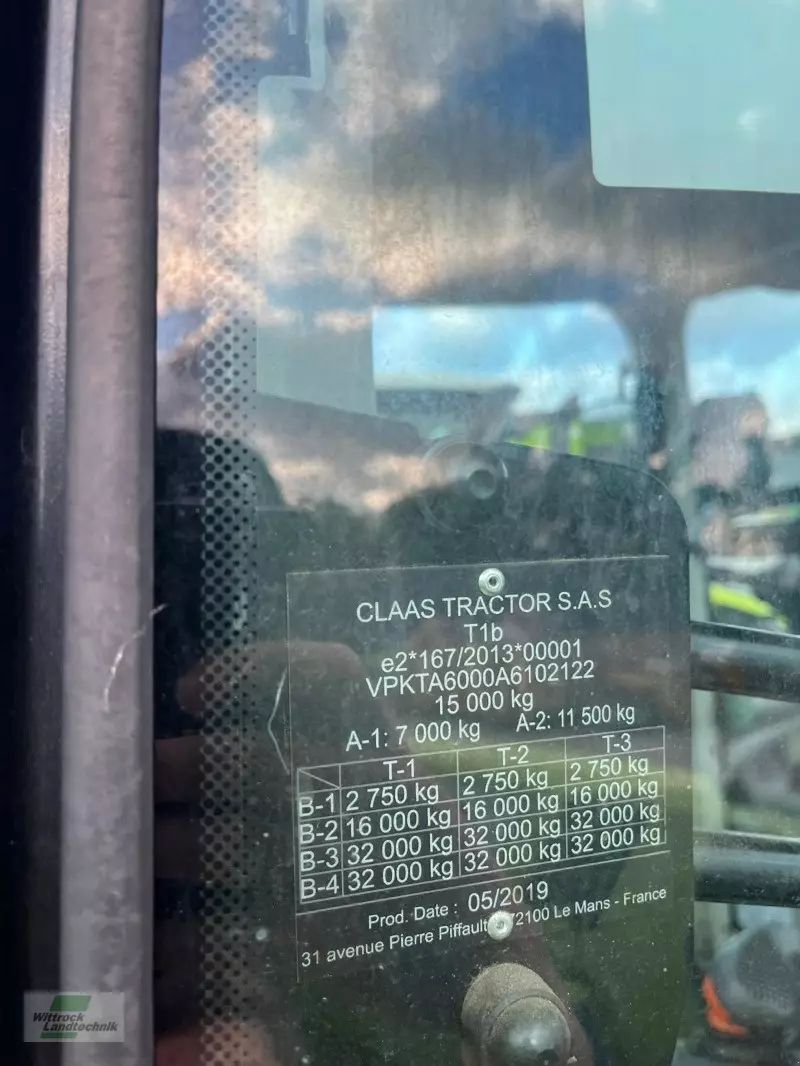 CLAAS TRACTOR S.A.S
T1b
e2*167/2013*00001
VPKTA6000A6102122
15 000 kg
A-1: 7 000 kg A-2: 11 500 kg
T-1 T-2 T-3
B-1 2 750 kg 2 750 kg 2 750 kg
B-2 16 000 kg 16 000 kg 16 000 kg
B-3 32 000 kg 32 000 kg 32 000 kg
B-4 32 000 kg 32 000 kg 32 000 kg
Prod. Date : 05/2019
31 avenue Pierre Piffault 72100 Le Mans - France
Wittrock
Landtechnik